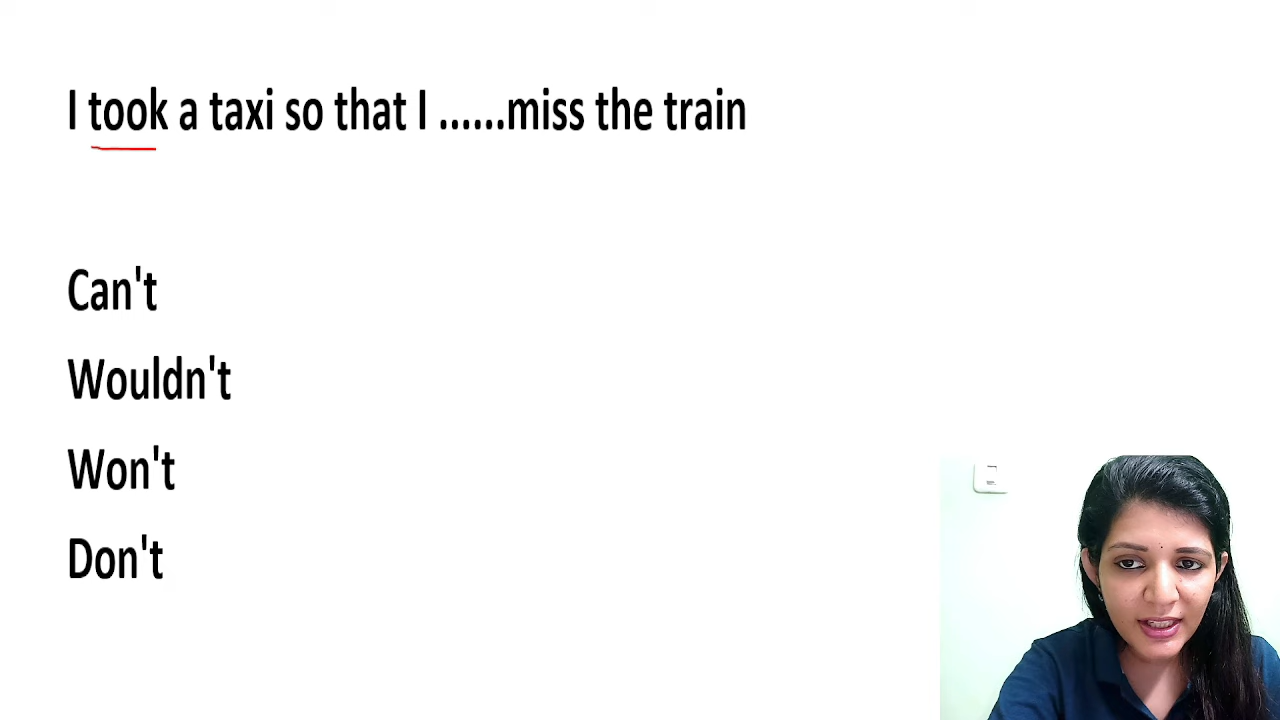 I took a taxi so that I ......miss the train
Can't
Wouldn't
Won't
Don't